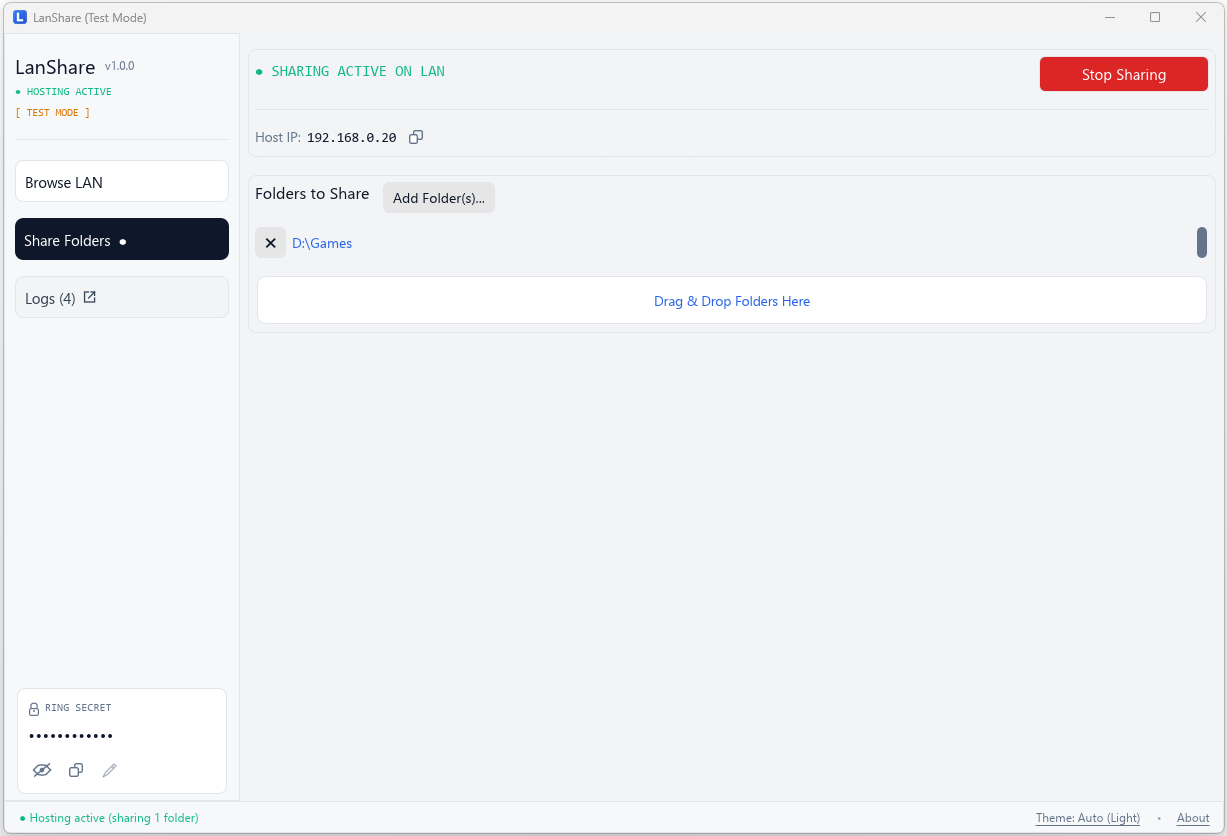 L LanShare (Test Mode)
LanShare v1.0.0
● HOSTING ACTIVE
[ TEST MODE ]
Browse LAN
Share Folders ●
Logs (4)
RING SECRET
••••••••••••
● SHARING ACTIVE ON LAN
Stop Sharing
Host IP: 192.168.0.20
Folders to Share Add Folder(s)...
✕ D:\Games
Drag & Drop Folders Here
● Hosting active (sharing 1 folder)
Theme: Auto (Light) • About